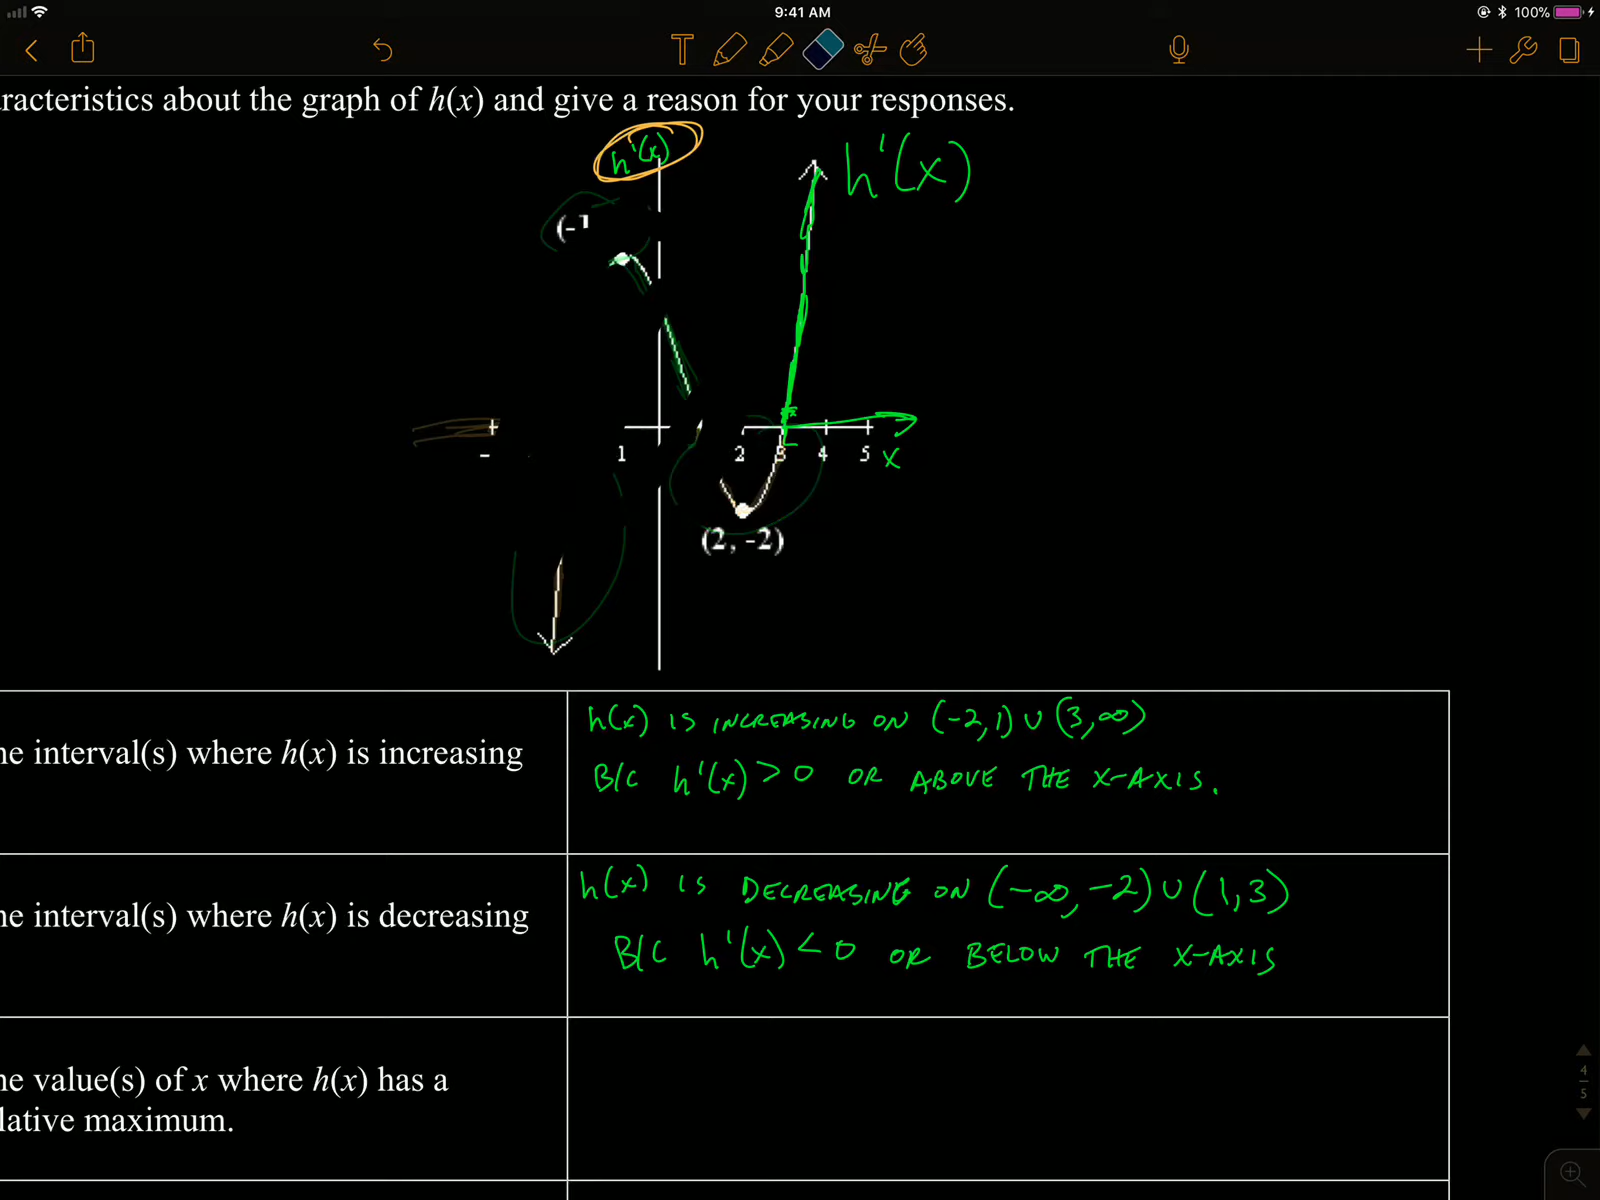 9:41 AM
100%
T
racteristics about the graph of h(x) and give a reason for your responses.
h'(x)
h'(x)
(-1
1
2 3 4 5 x
(2, -2)
ne interval(s) where h(x) is increasing
h(x) IS INCREASING ON (-2,1) ∪ (3,∞)
B/C h'(x) > 0 OR ABOVE THE X-AXIS.
ne interval(s) where h(x) is decreasing
h(x) IS DECREASING ON (-∞,-2) ∪ (1,3)
B/C h'(x) < 0 OR BELOW THE X-AXIS
ne value(s) of x where h(x) has a
lative maximum.
4
5